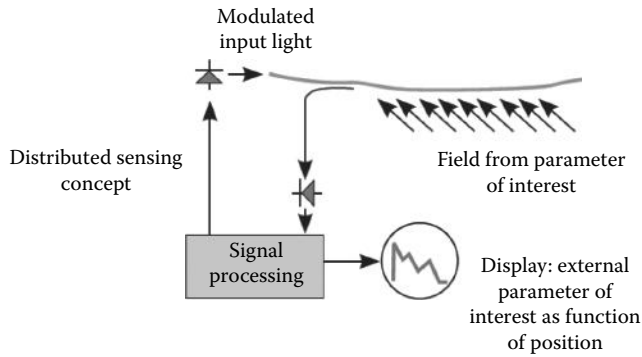 Modulated
input light
Distributed sensing
concept
Field from parameter
of interest
Signal
processing
Display: external
parameter of
interest as function
of position